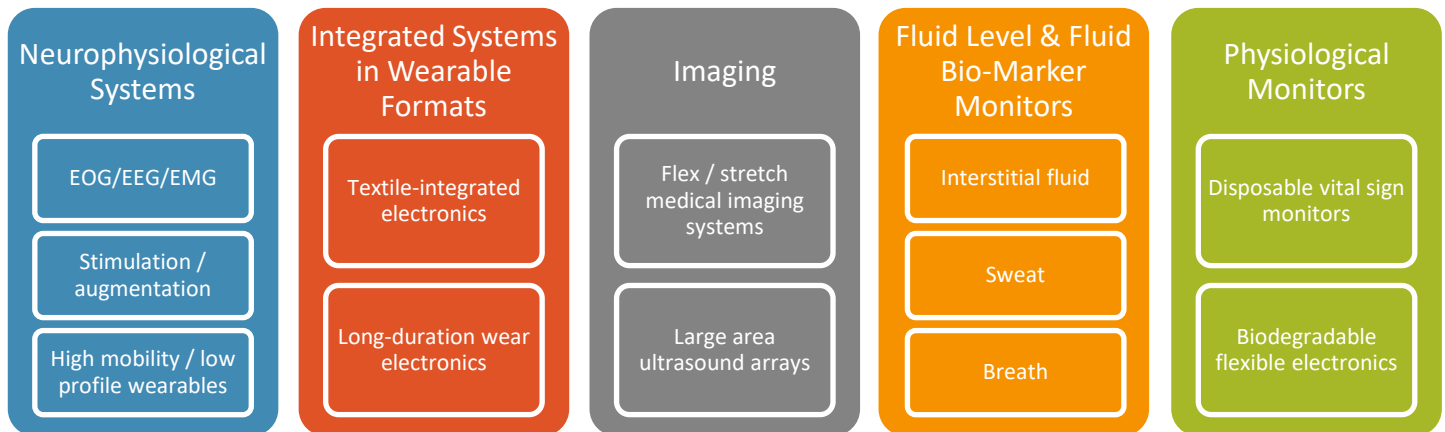 Neurophysiological
Systems
EOG/EEG/EMG
Stimulation /
augmentation
High mobility / low
profile wearables
Integrated Systems
in Wearable
Formats
Textile-integrated
electronics
Long-duration wear
electronics
Imaging
Flex / stretch
medical imaging
systems
Large area
ultrasound arrays
Fluid Level & Fluid
Bio-Marker
Monitors
Interstitial fluid
Sweat
Breath
Physiological
Monitors
Disposable vital sign
monitors
Biodegradable
flexible electronics